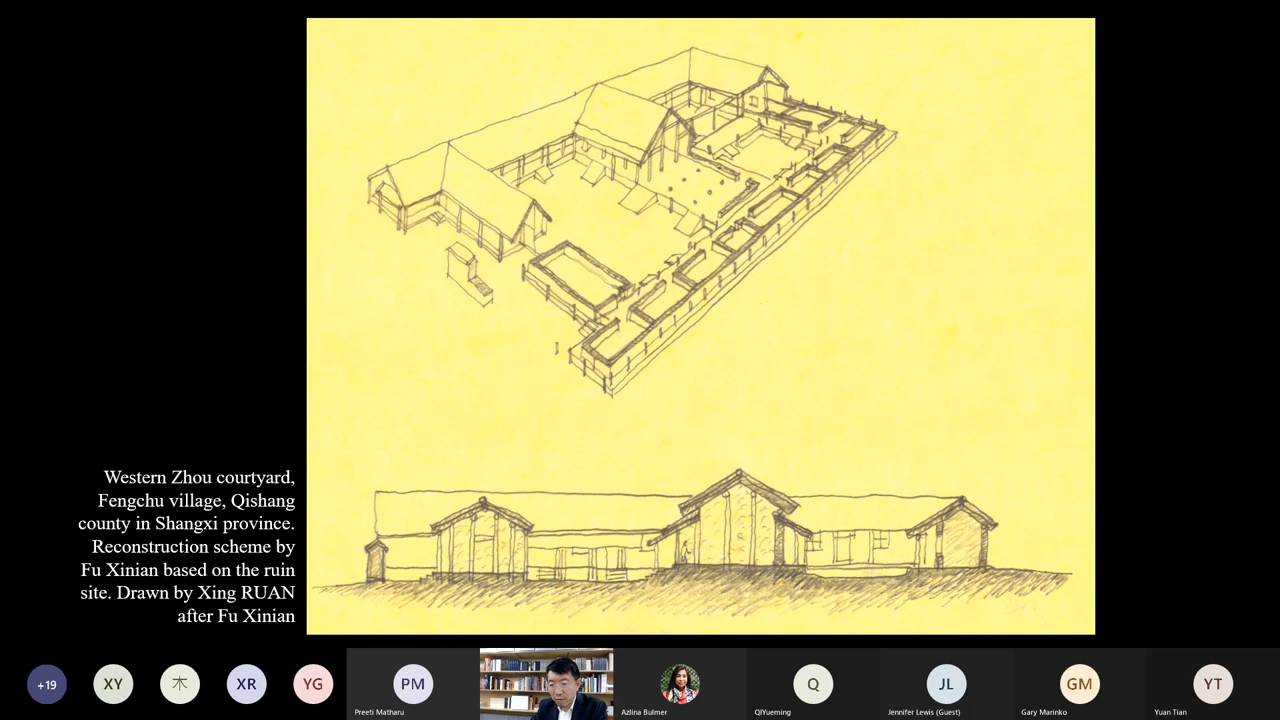 Western Zhou courtyard,
Fengchu village, Qishang
county in Shangxi province.
Reconstruction scheme by
Fu Xinian based on the ruin
site. Drawn by Xing RUAN
after Fu Xinian
+19
XY
木
XR
YG
PM
Preeti Matharu
Azlina Bulmer
Q
QIYueming
JL
Jennifer Lewis (Guest)
GM
Gary Marinko
YT
Yuan Tian